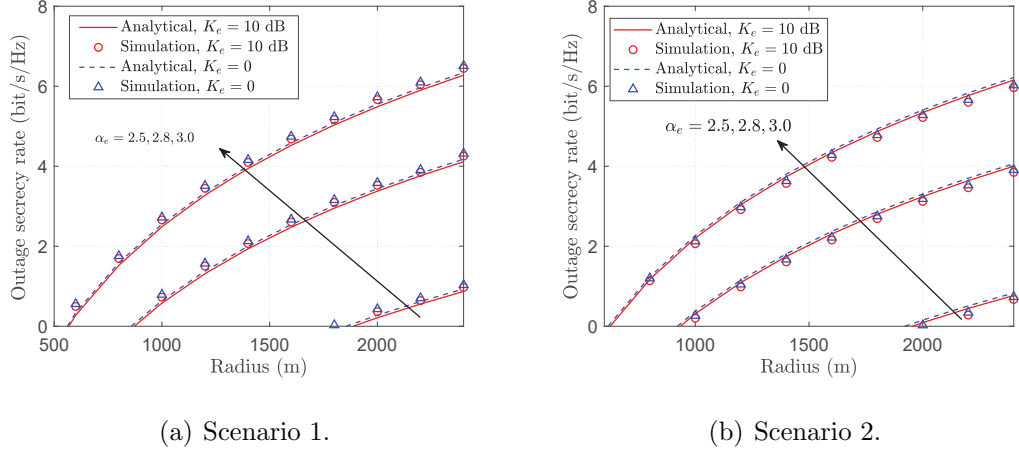 Outage secrecy rate (bit/s/Hz)
8
6
4
2
0
Analytical, K_e = 10 dB
Simulation, K_e = 10 dB
Analytical, K_e = 0
Simulation, K_e = 0
α_e = 2.5, 2.8, 3.0
500 1000 1500 2000
Radius (m)
(a) Scenario 1.
Outage secrecy rate (bit/s/Hz)
8
6
4
2
0
Analytical, K_e = 10 dB
Simulation, K_e = 10 dB
Analytical, K_e = 0
Simulation, K_e = 0
α_e = 2.5, 2.8, 3.0
1000 1500 2000
Radius (m)
(b) Scenario 2.